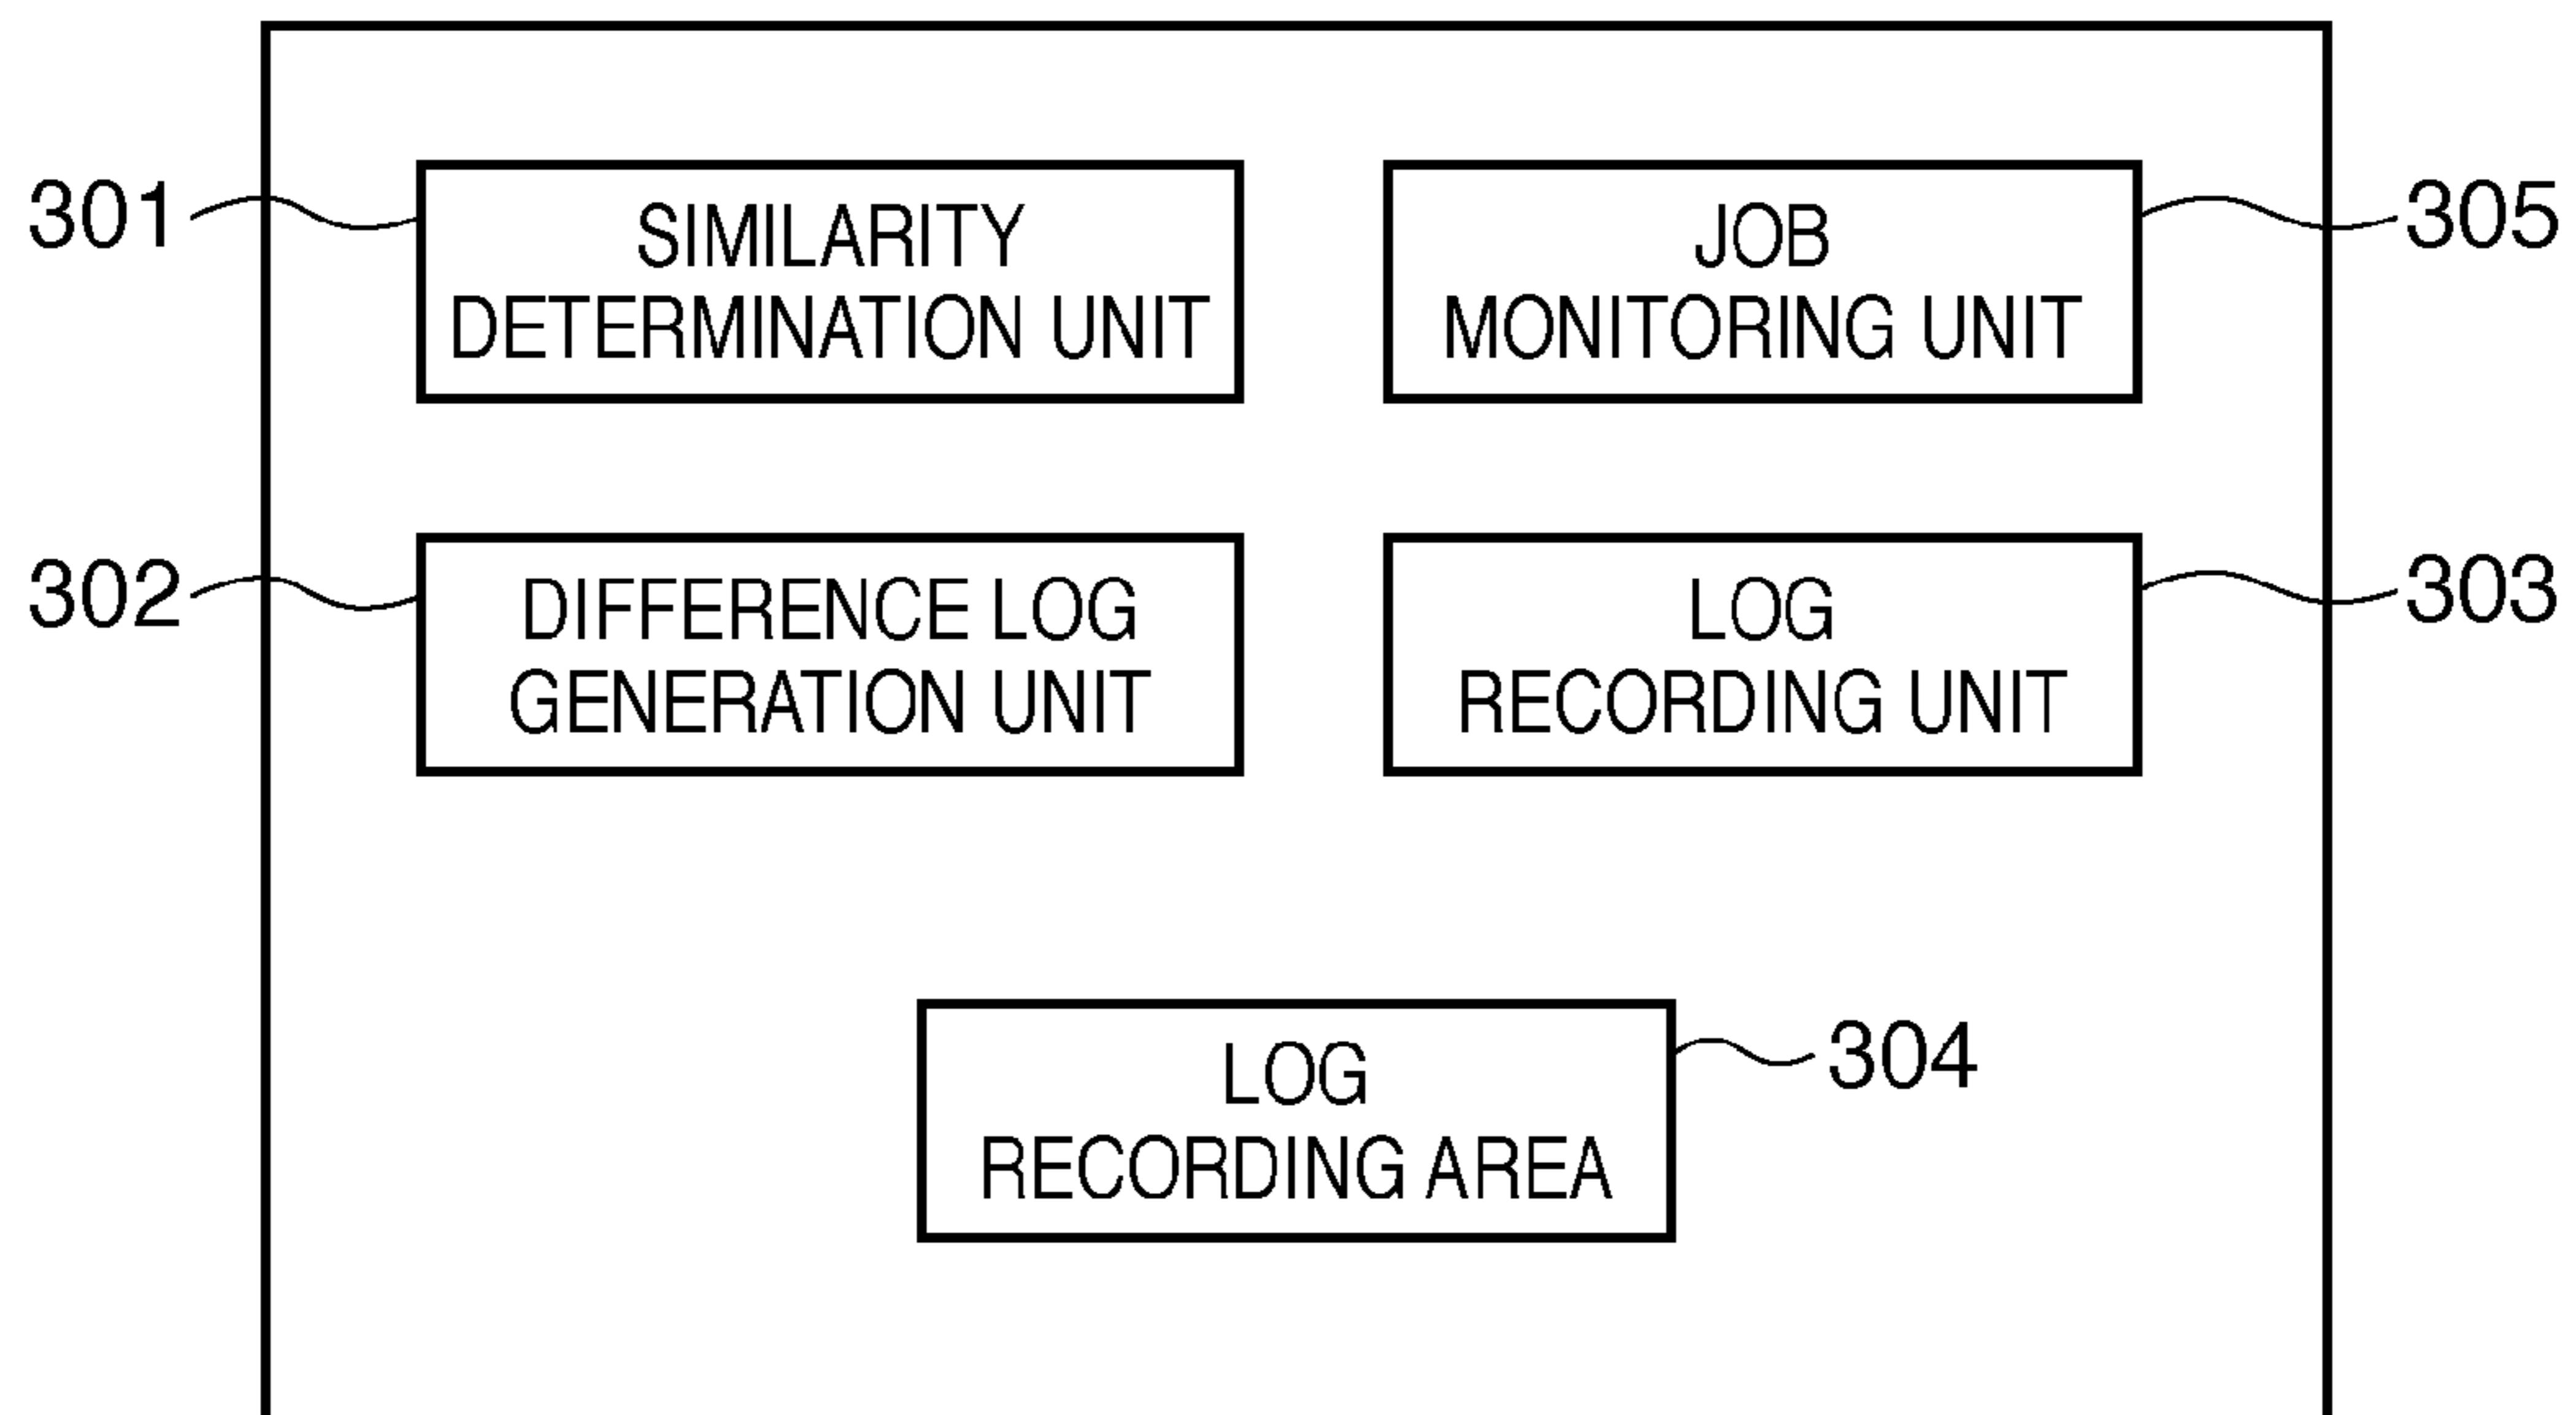 301
SIMILARITY
DETERMINATION UNIT
JOB
MONITORING UNIT
305
302
DIFFERENCE LOG
GENERATION UNIT
LOG
RECORDING UNIT
303
LOG
RECORDING AREA
304